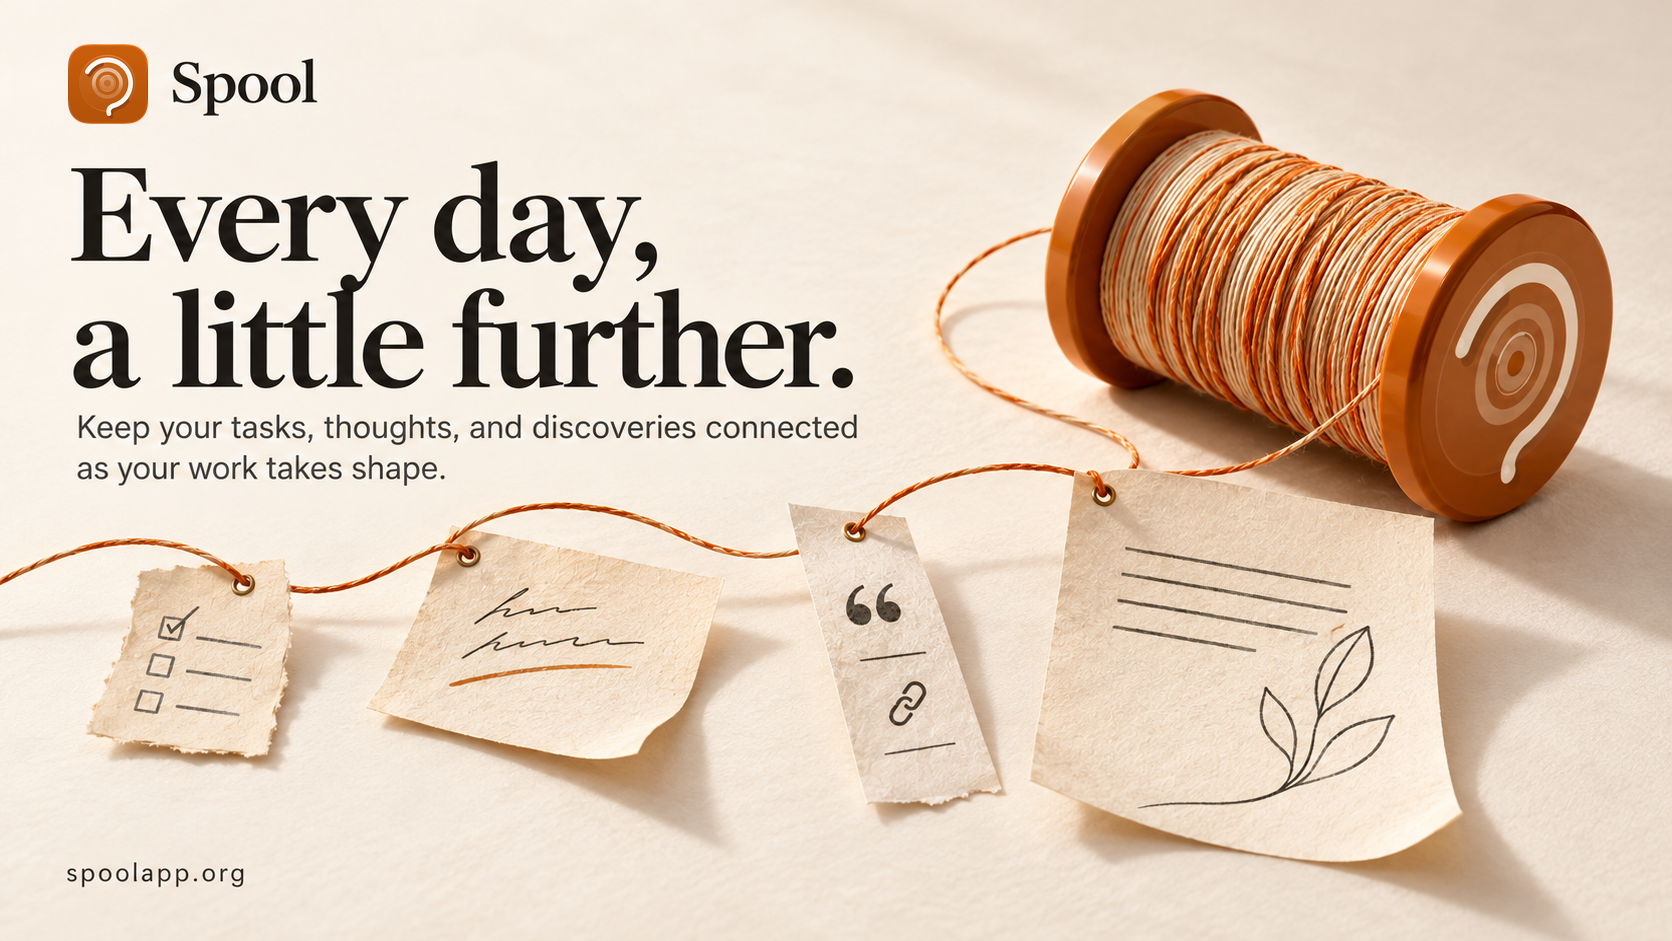 Spool
Every day,
a little further.
Keep your tasks, thoughts, and discoveries connected
as your work takes shape.
spoolapp.org